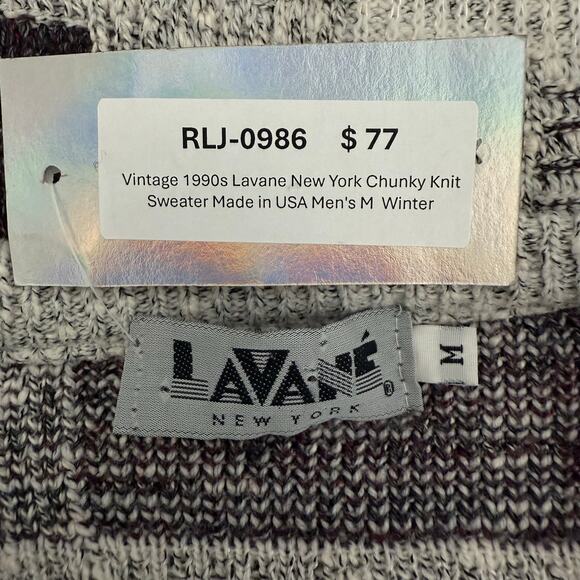 RLJ-0986 $ 77
Vintage 1990s Lavane New York Chunky Knit
Sweater Made in USA Men's M Winter
LAVANÉ ®
NEW YORK
M